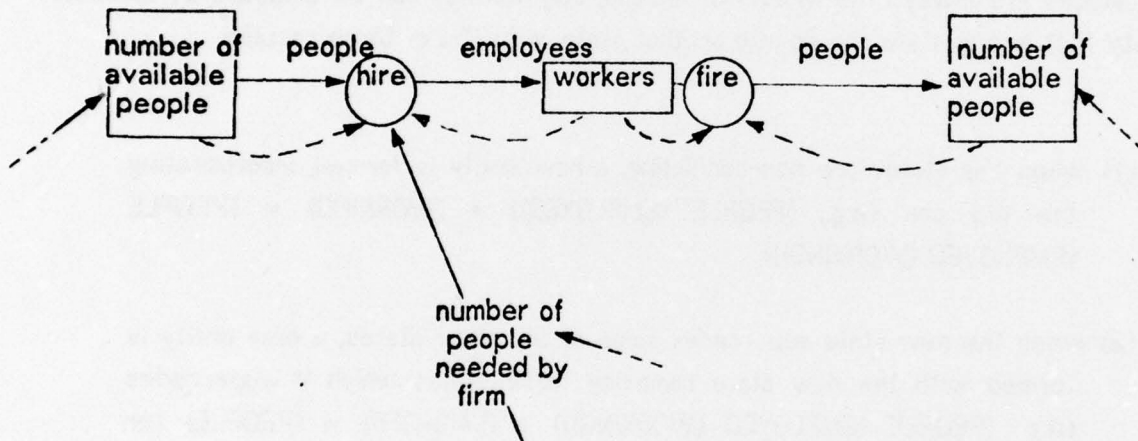 number of available people
people
hire
employees
workers
fire
people
number of available people
number of people needed by firm